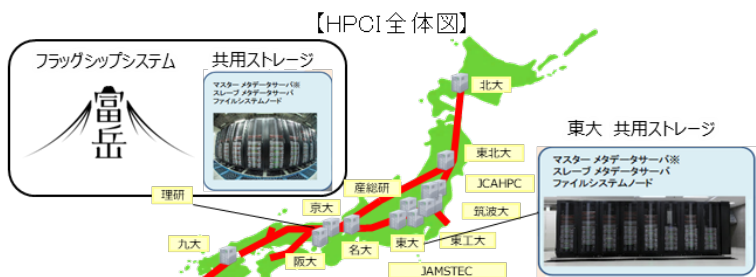 【HPCI全体図】
フラッグシップシステム
共用ストレージ
富岳
マスター メタデータサーバ※
スレーブ メタデータサーバ
ファイルシステムノード
北大
東大 共用ストレージ
マスター メタデータサーバ※
スレーブ メタデータサーバ
ファイルシステムノード
東北大
JCAHPC
産総研
理研
京大
筑波大
九大
阪大
名大
東大
東工大
JAMSTEC